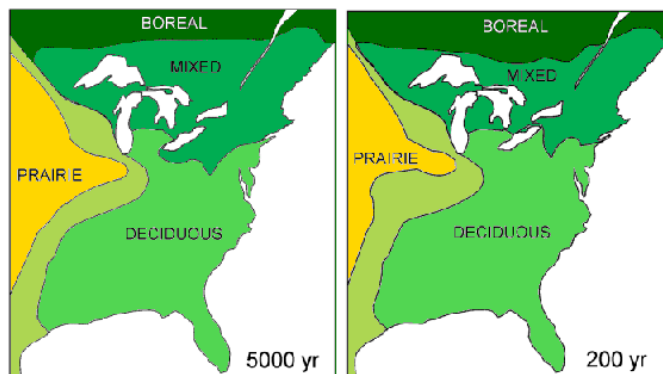 BOREAL
MIXED
PRAIRIE
DECIDUOUS
5000 yr
BOREAL
MIXED
PRAIRIE
DECIDUOUS
200 yr